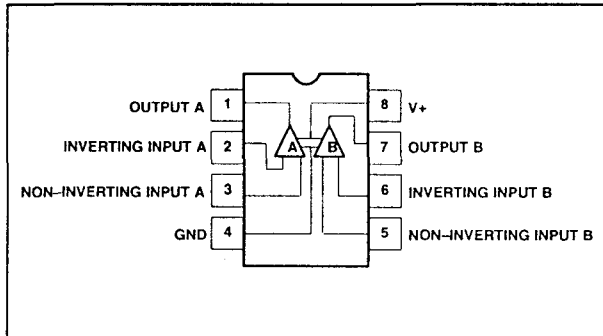 OUTPUT A 1 8 V+
INVERTING INPUT A 2 A B 7 OUTPUT B
NON–INVERTING INPUT A 3 6 INVERTING INPUT B
GND 4 5 NON–INVERTING INPUT B